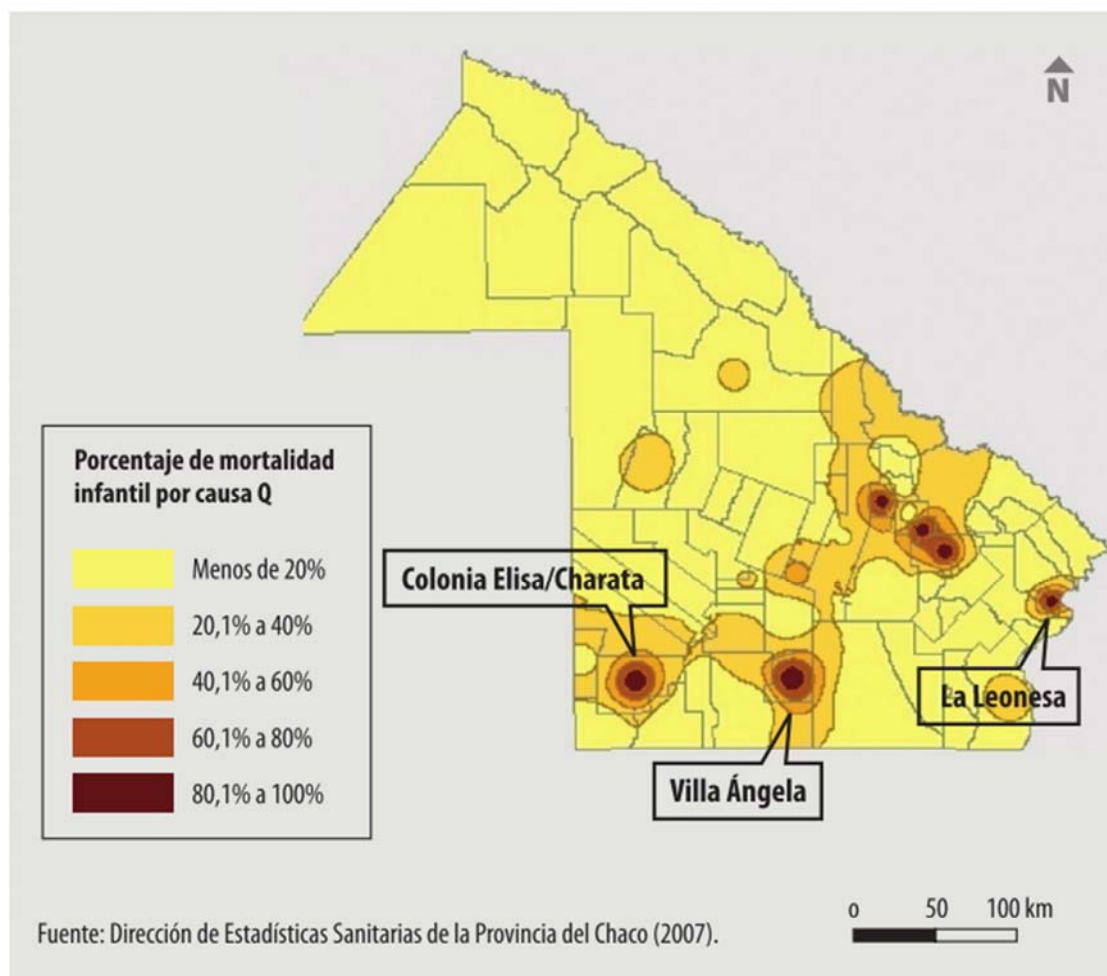 N
Porcentaje de mortalidad
infantil por causa Q
Menos de 20%
20,1% a 40%
40,1% a 60%
60,1% a 80%
80,1% a 100%
Colonia Elisa/Charata
La Leonesa
Villa Ángela
0 50 100 km
Fuente: Dirección de Estadísticas Sanitarias de la Provincia del Chaco (2007).